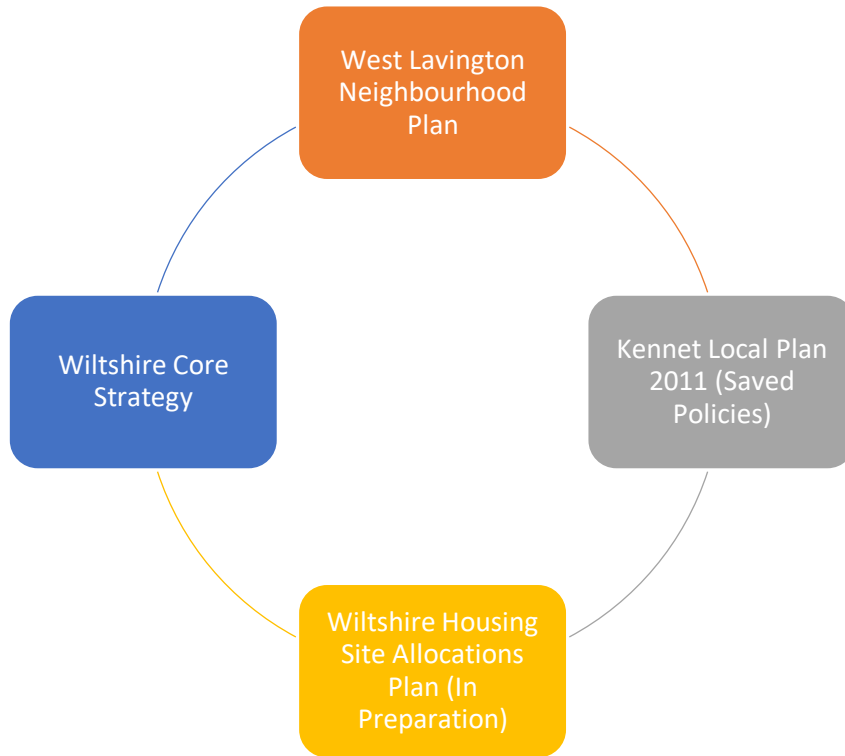 West Lavington
Neighbourhood
Plan
Kennet Local Plan
2011 (Saved
Policies)
Wiltshire Housing
Site Allocations
Plan (In
Preparation)
Wiltshire Core
Strategy